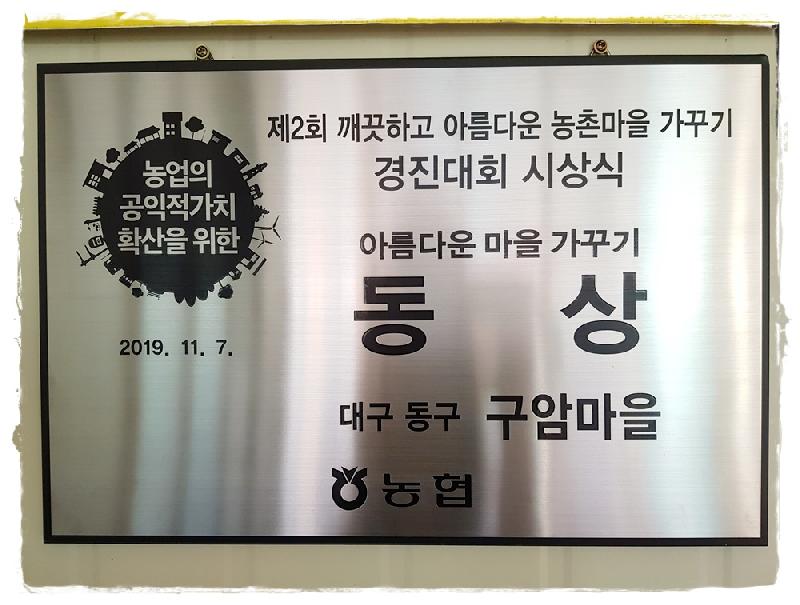 제2회 깨끗하고 아름다운 농촌마을 가꾸기
경진대회 시상식
농업의
공익적가치
확산을 위한
2019. 11. 7.
아름다운 마을 가꾸기
동 상
대구 동구 구암마을
농협